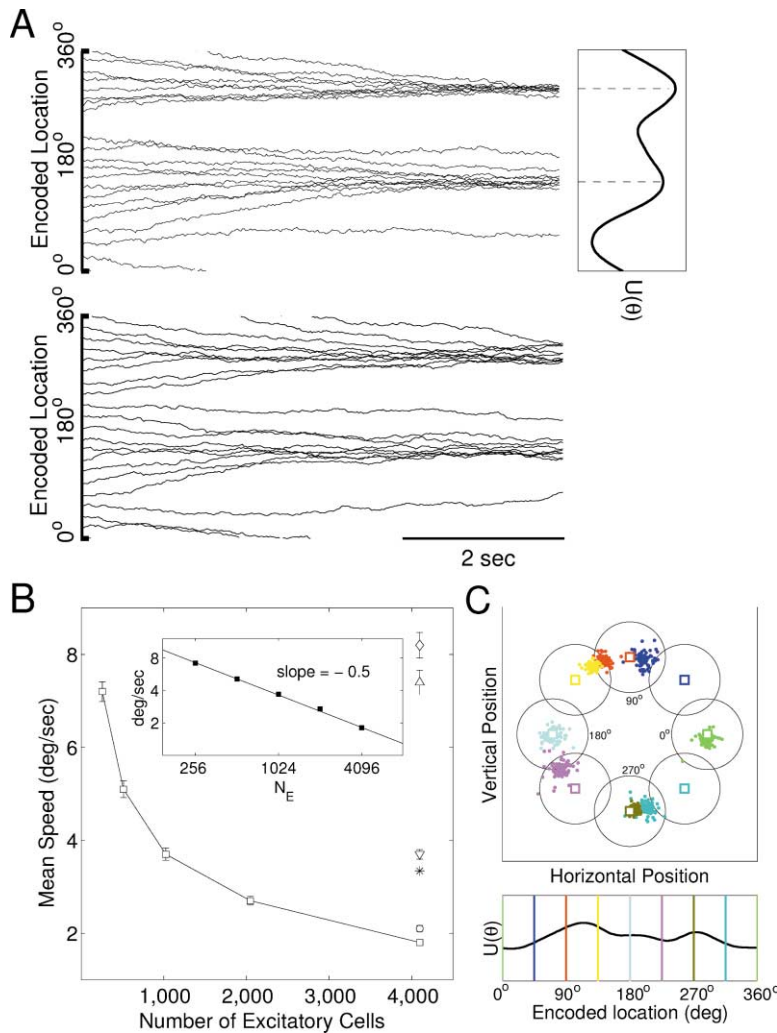 A
Encoded Location
360°
180°
0°
U(θ)
Encoded Location
360°
180°
0°
2 sec
B
Mean Speed (deg/sec)
8
6
4
2
1,000
2,000
3,000
4,000
Number of Excitatory Cells
deg/sec
8
4
2
slope = - 0.5
256
1024
4096
N_E
C
Vertical Position
90°
180°
0°
270°
Horizontal Position
U(θ)
0°
90°
180°
270°
360°
Encoded location (deg)